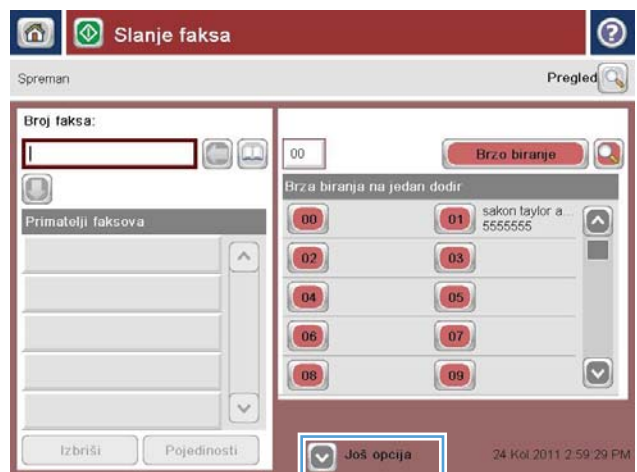 Slanje faksa
Spreman
Pregled
Broj faksa:
00
Brzo biranje
Brza biranja na jedan dodir
Primatelji faksova
00
01 sakon taylor a...
5555555
02
03
04
05
06
07
08
09
Izbriši
Pojedinosti
Još opcija
24 Kol 2011 2:59:29 PM